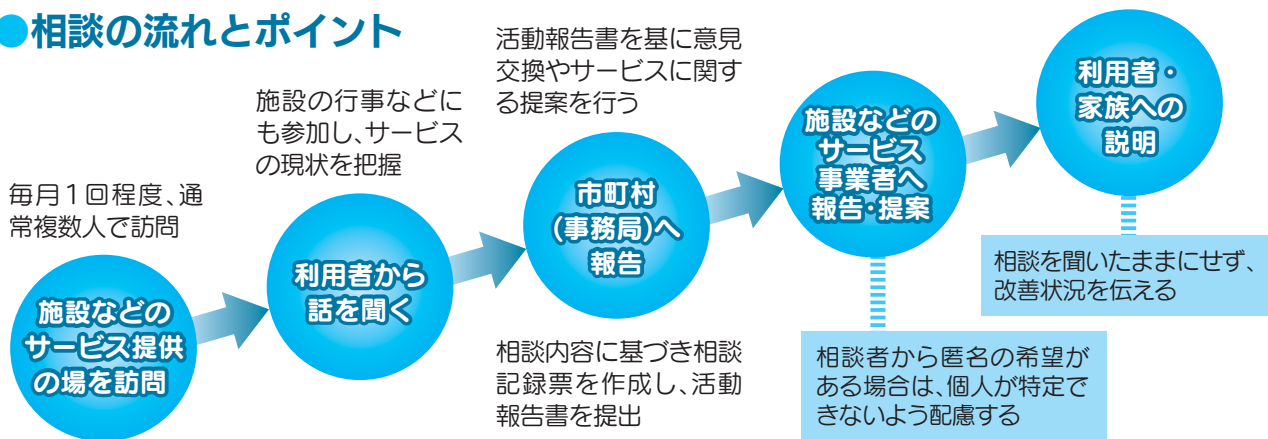 ●相談の流れとポイント
毎月1回程度、通
常複数人で訪問
施設などの
サービス提供
の場を訪問
施設の行事などに
も参加し、サービス
の現状を把握
利用者から
話を聞く
活動報告書を基に意見
交換やサービスに関す
る提案を行う
市町村
(事務局)へ
報告
相談内容に基づき相談
記録票を作成し、活動
報告書を提出
施設などの
サービス
事業者へ
報告・提案
相談者から匿名の希望が
ある場合は、個人が特定で
きないよう配慮する
利用者・
家族への
説明
相談を聞いたままにせず、
改善状況を伝える